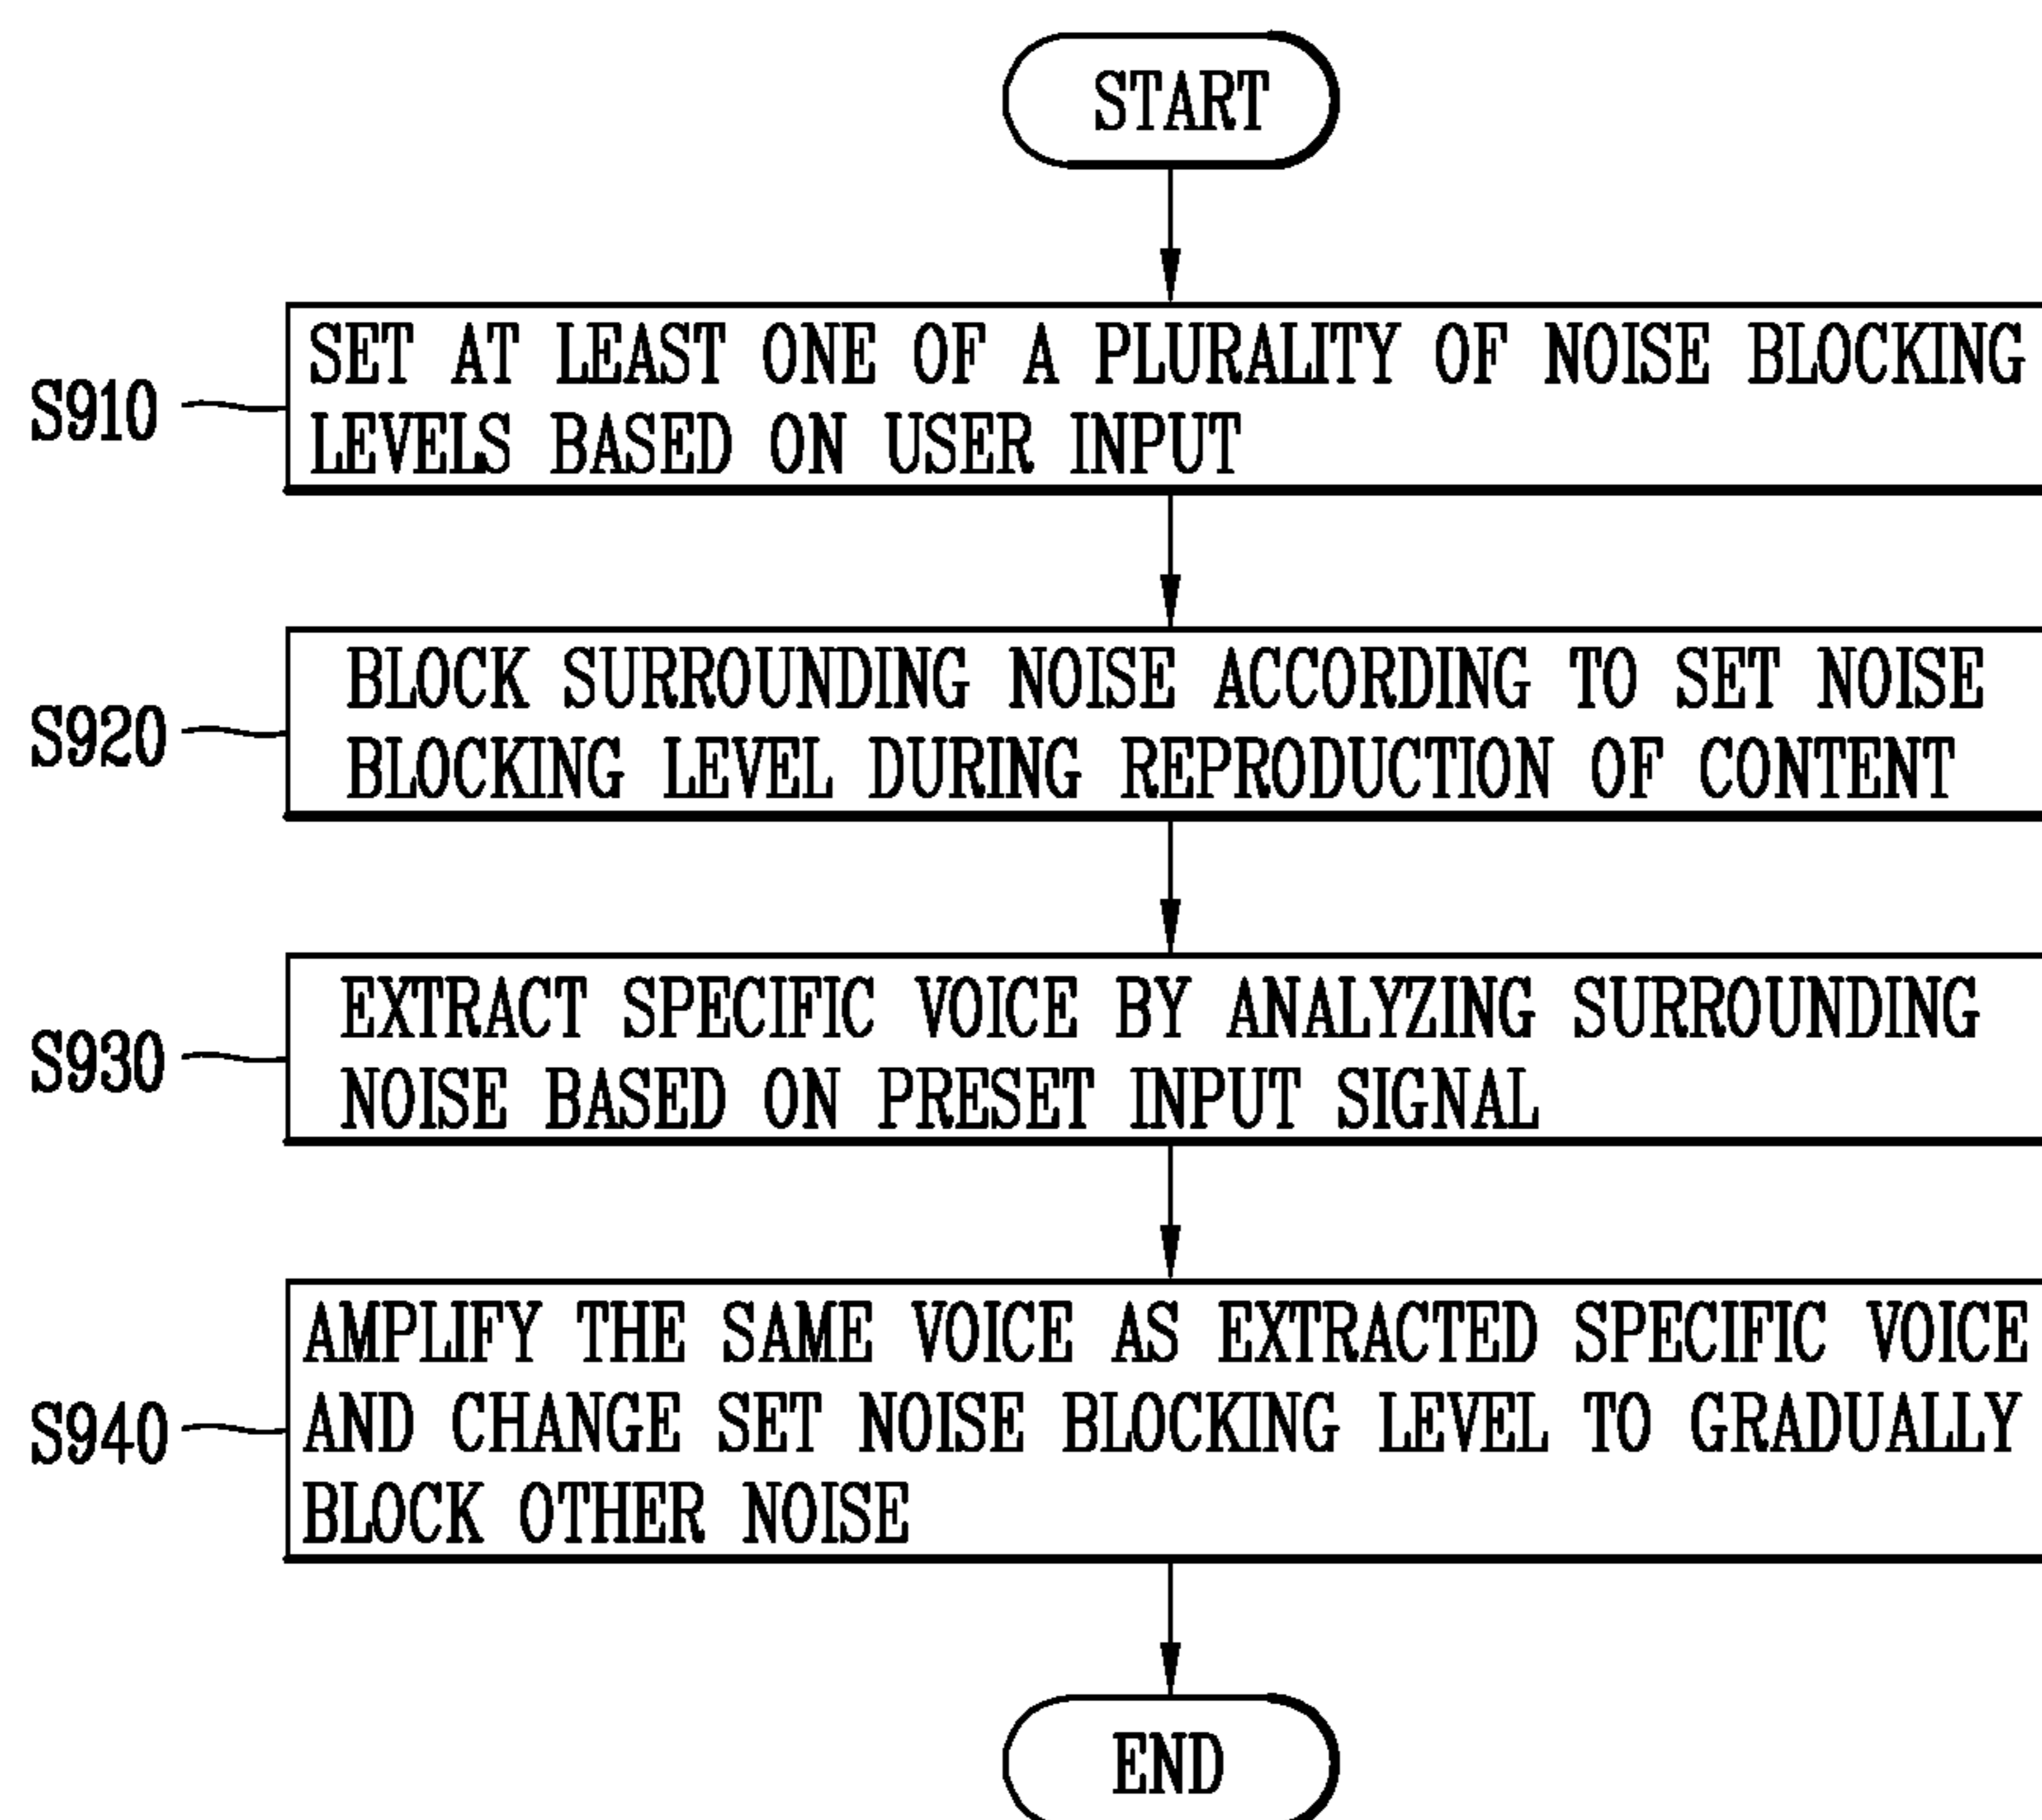 START
S910
SET AT LEAST ONE OF A PLURALITY OF NOISE BLOCKING
LEVELS BASED ON USER INPUT
S920
BLOCK SURROUNDING NOISE ACCORDING TO SET NOISE
BLOCKING LEVEL DURING REPRODUCTION OF CONTENT
S930
EXTRACT SPECIFIC VOICE BY ANALYZING SURROUNDING
NOISE BASED ON PRESET INPUT SIGNAL
S940
AMPLIFY THE SAME VOICE AS EXTRACTED SPECIFIC VOICE
AND CHANGE SET NOISE BLOCKING LEVEL TO GRADUALLY
BLOCK OTHER NOISE
END